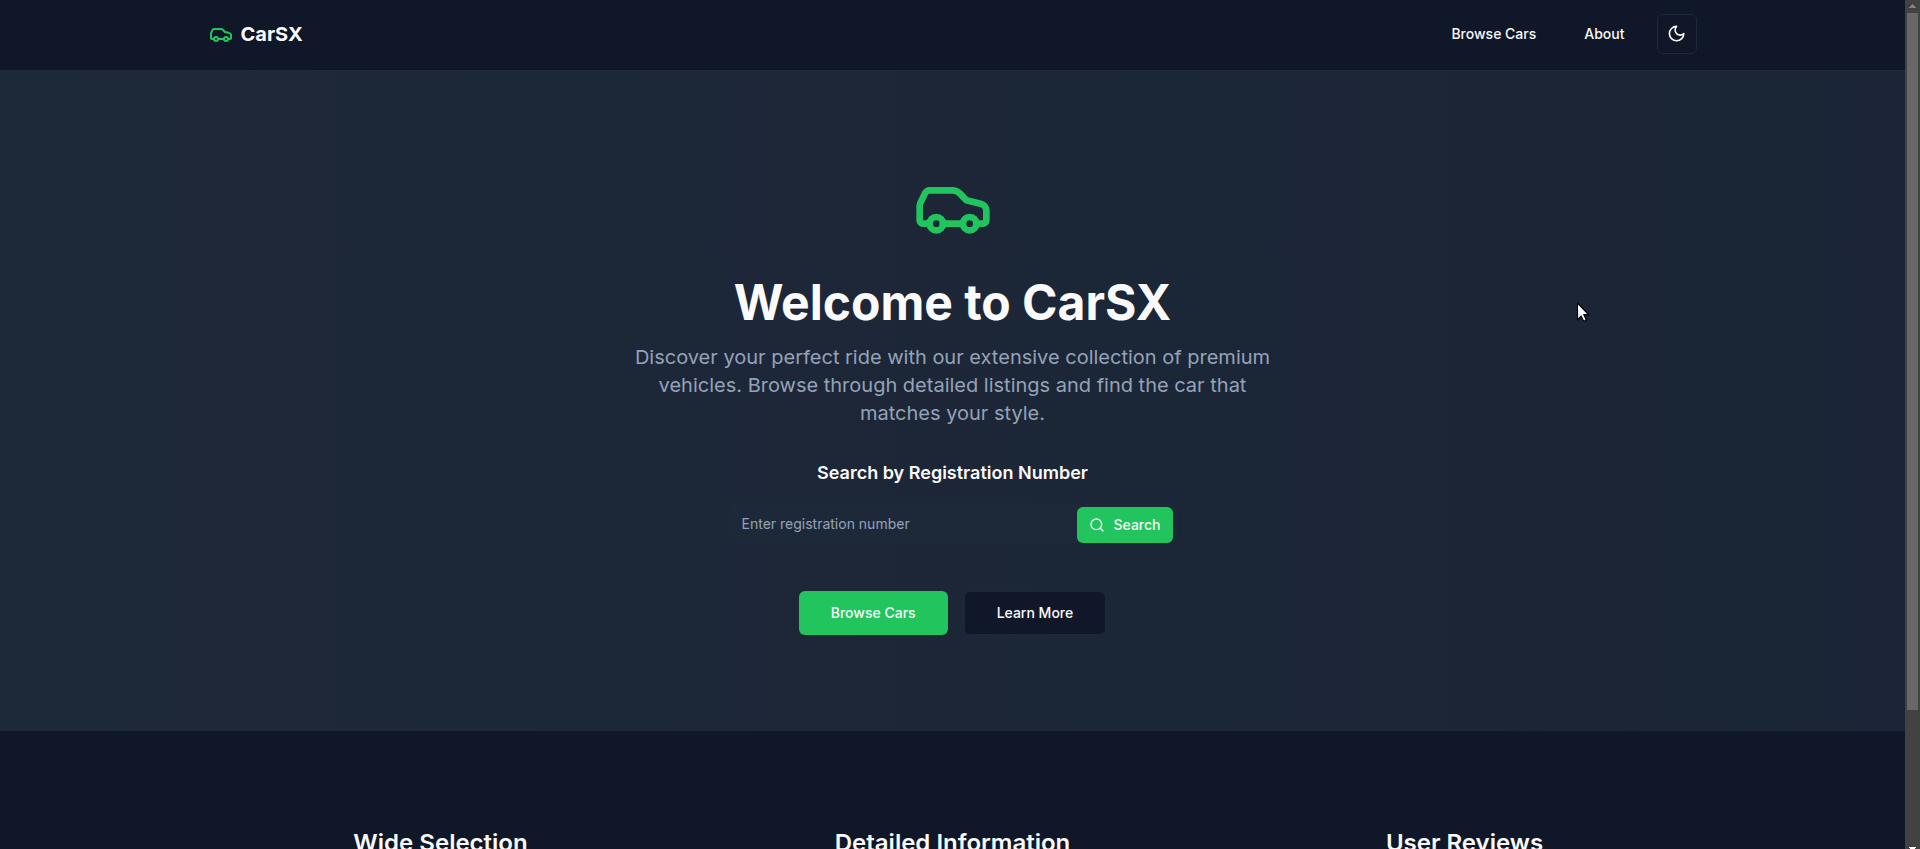 CarSX
Browse Cars
About
Welcome to CarSX
Discover your perfect ride with our extensive collection of premium
vehicles. Browse through detailed listings and find the car that
matches your style.
Search by Registration Number
Enter registration number
Search
Browse Cars
Learn More
Wide Selection
Detailed Information
User Reviews